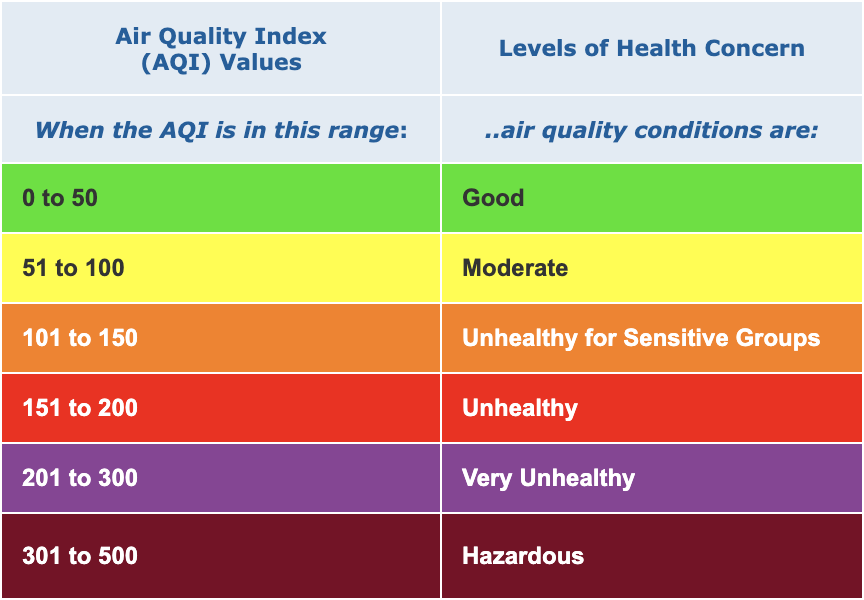 Air Quality Index
(AQI) Values
Levels of Health Concern
When the AQI is in this range:
..air quality conditions are:
0 to 50
Good
51 to 100
Moderate
101 to 150
Unhealthy for Sensitive Groups
151 to 200
Unhealthy
201 to 300
Very Unhealthy
301 to 500
Hazardous